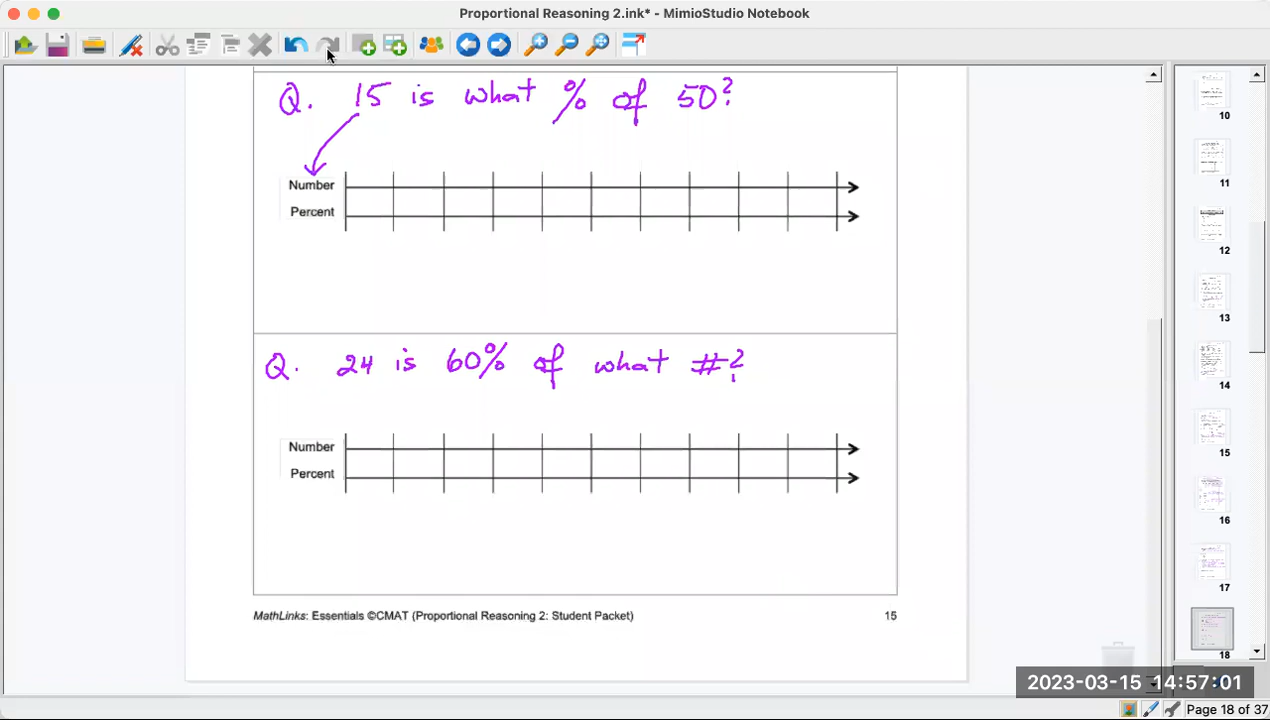 Proportional Reasoning 2.ink* - MimioStudio Notebook
Q. 15 is what % of 50?
Number
Percent
Q. 24 is 60% of what #?
Number
Percent
MathLinks: Essentials ©CMAT (Proportional Reasoning 2: Student Packet)
15
10
11
12
13
14
15
16
17
18
2023-03-15 14:57:01
Page 18 of 37